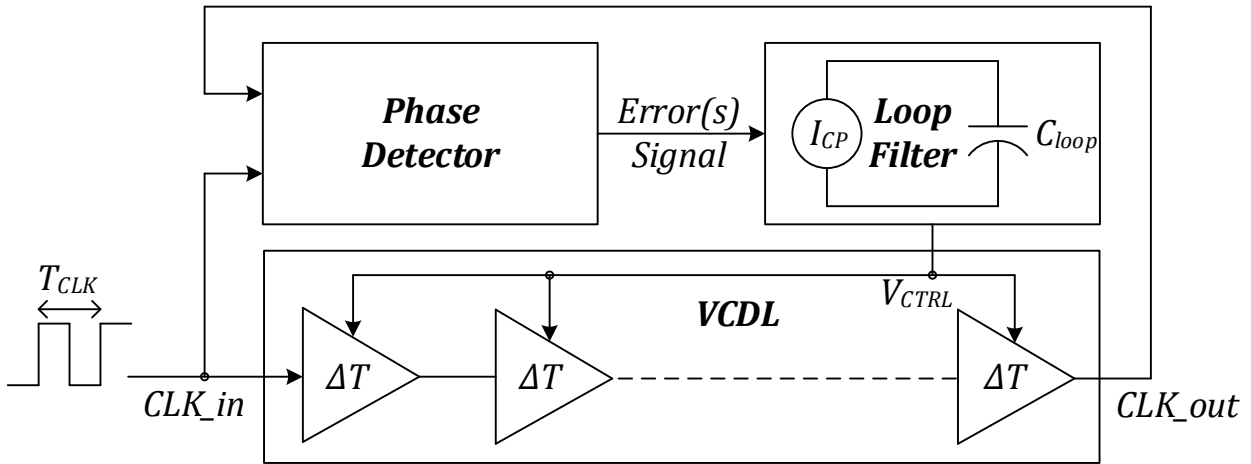 Phase
Detector
Error(s)
Signal
I_CP
Loop
Filter
C_loop
T_CLK
V_CTRL
VCDL
ΔT
ΔT
ΔT
CLK_in
CLK_out